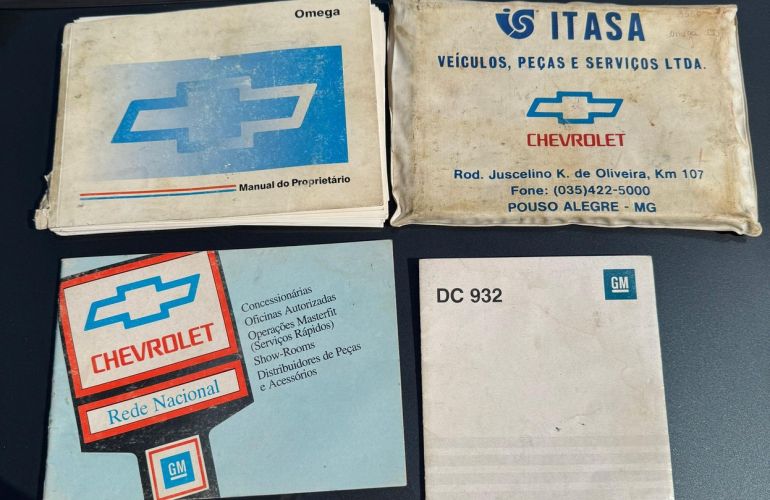 Omega
Manual do Proprietário
ITASA
VEÍCULOS, PEÇAS E SERVIÇOS LTDA.
CHEVROLET
Rod. Juscelino K. de Oliveira, Km 107
Fone: (035)422-5000
POUSO ALEGRE - MG
CHEVROLET
Rede Nacional
GM
Concessionárias
Oficinas Autorizadas
Operações Masterfit
(Serviços Rápidos)
Show-Rooms
Distribuidores de Peças
e Acessórios
DC 932
GM